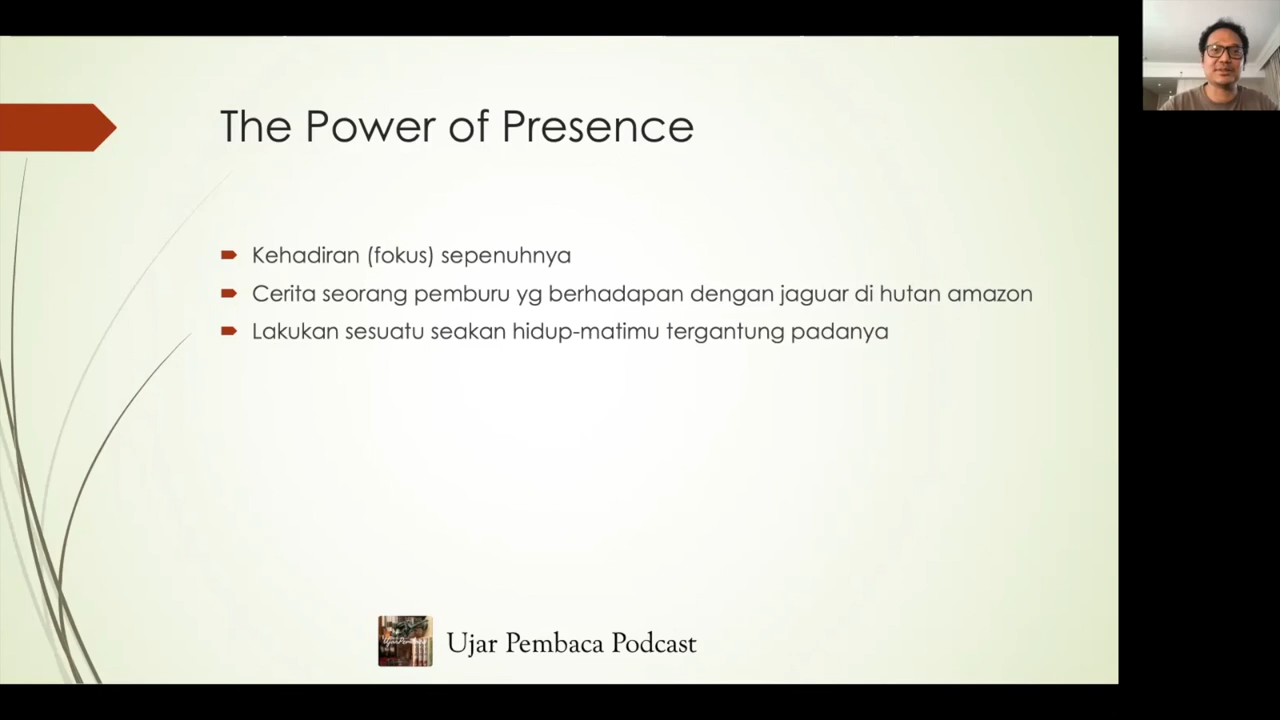 The Power of Presence
Kehadiran (fokus) sepenuhnya
Cerita seorang pemburu yg berhadapan dengan jaguar di hutan amazon
Lakukan sesuatu seakan hidup-matimu tergantung padanya
Ujar Pembaca Podcast